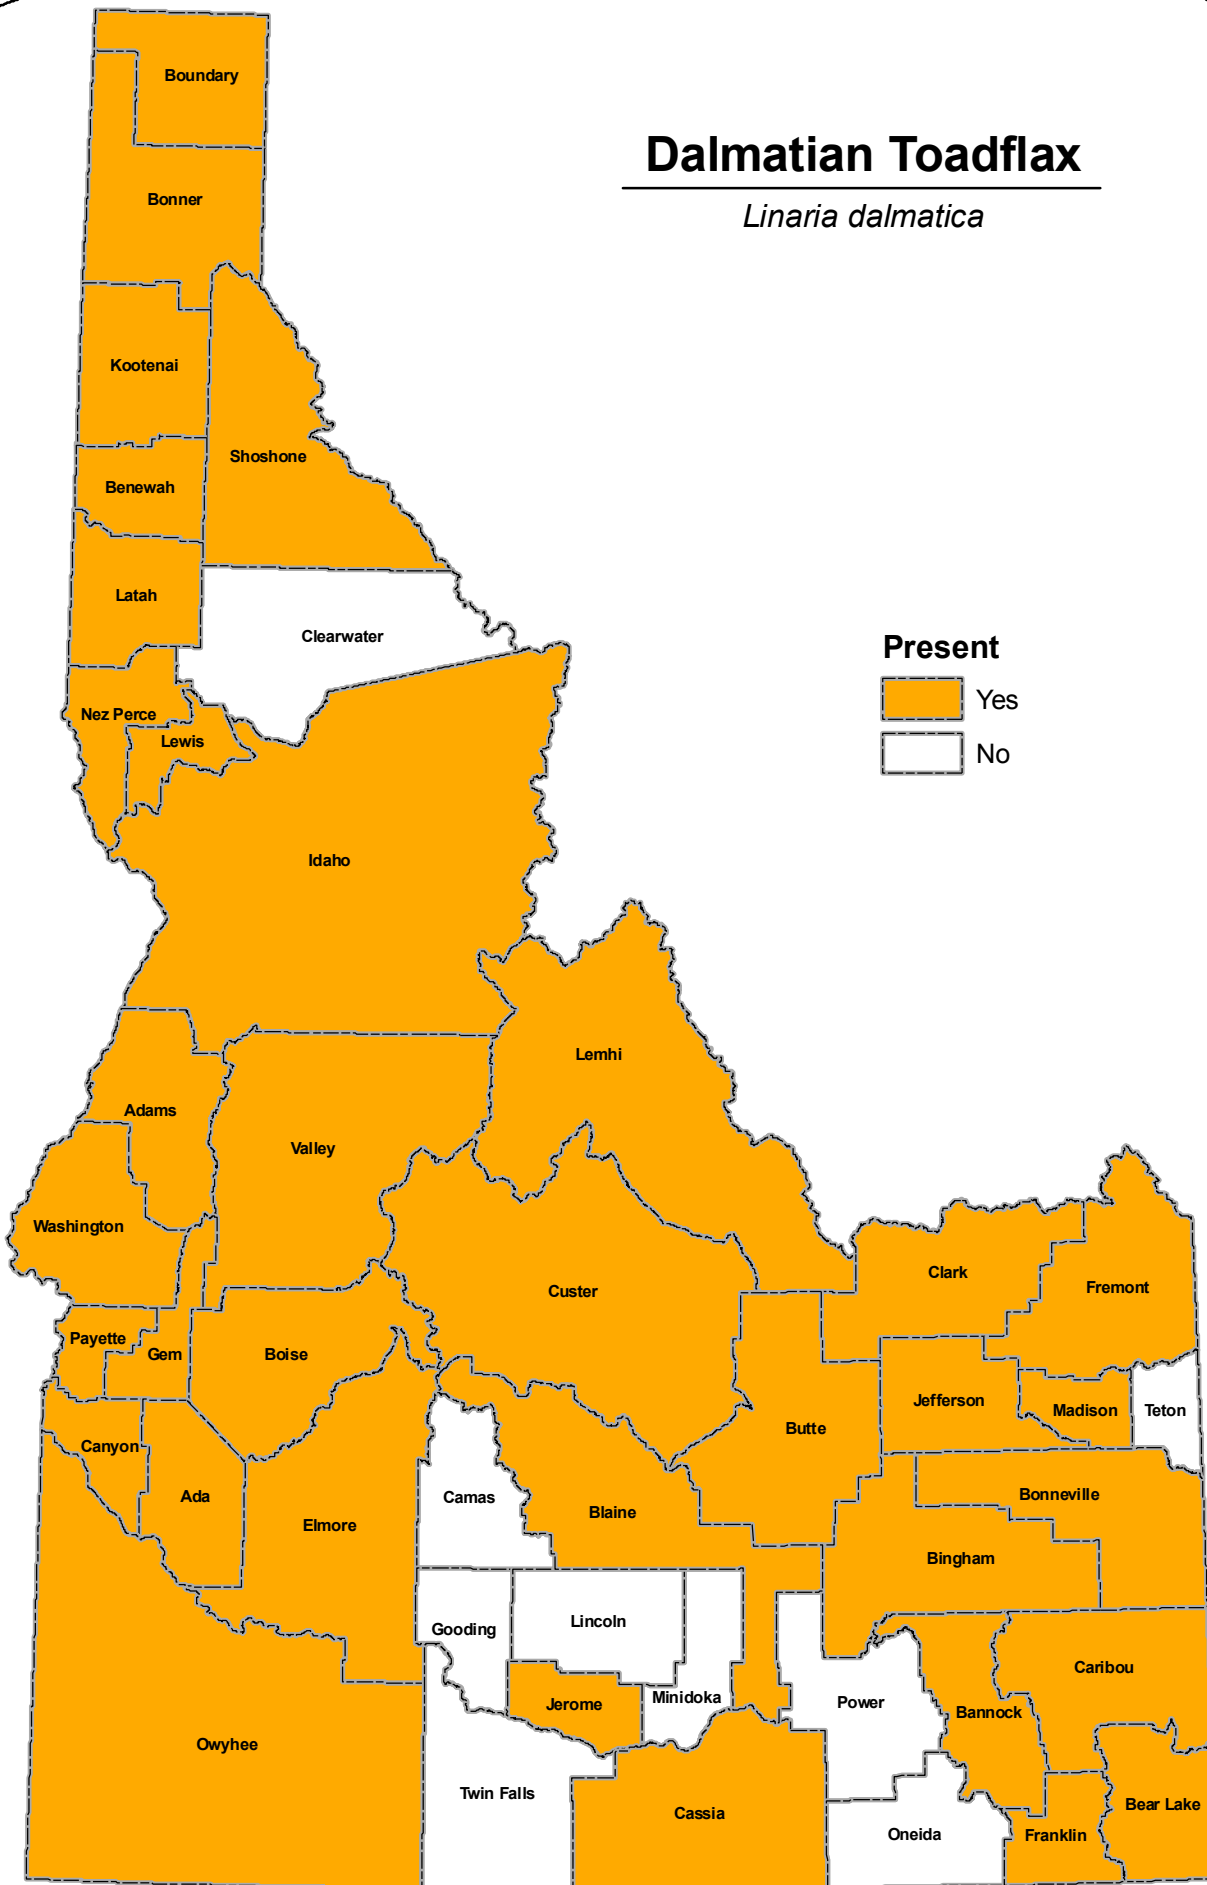 Boundary
Dalmatian Toadflax
Bonner
Linaria dalmatica
Kootenai
Shoshone
Benewah
Latah
Clearwater
Present
Yes
No
Nez Perce
Lewis
Idaho
Lemhi
Adams
Valley
Washington
Clark
Fremont
Custer
Payette
Gem
Boise
Jefferson
Madison
Teton
Butte
Canyon
Ada
Camas
Bonneville
Blaine
Elmore
Bingham
Lincoln
Gooding
Caribou
Minidoka
Jerome
Power
Bannock
Owyhee
Twin Falls
Bear Lake
Cassia
Oneida
Franklin